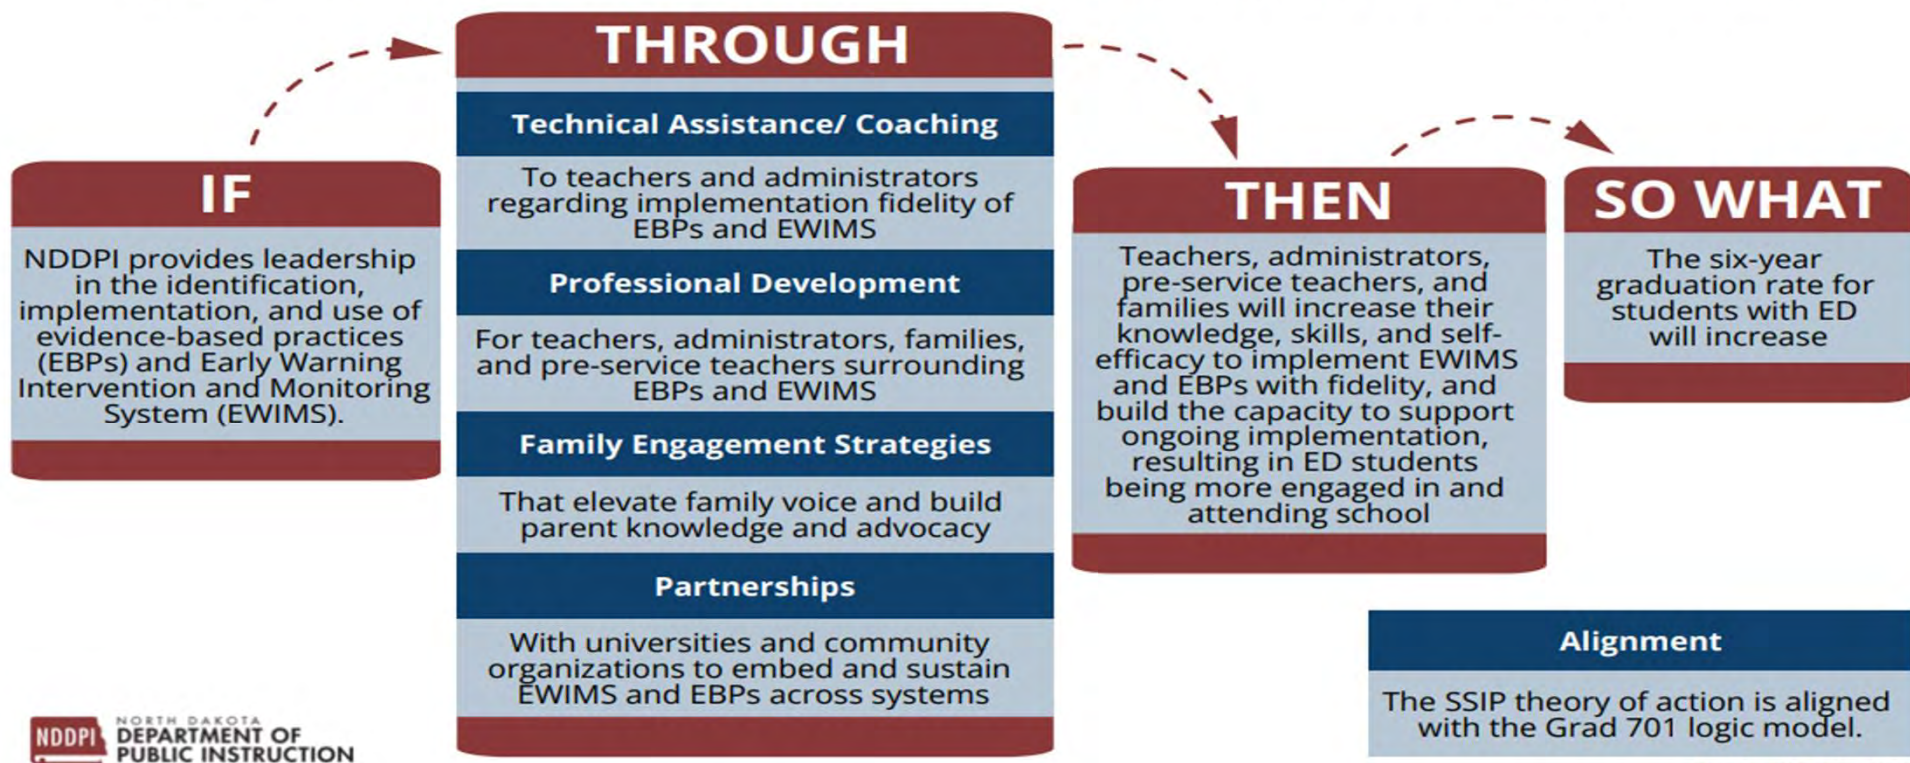 IF
NDDPI provides leadership
in the identification,
implementation, and use of
evidence-based practices
(EBPs) and Early Warning
Intervention and Monitoring
System (EWIMS).
THROUGH
Technical Assistance/ Coaching
To teachers and administrators
regarding implementation fidelity of
EBPs and EWIMS
Professional Development
For teachers, administrators, families,
and pre-service teachers surrounding
EBPs and EWIMS
Family Engagement Strategies
That elevate family voice and build
parent knowledge and advocacy
Partnerships
With universities and community
organizations to embed and sustain
EWIMS and EBPs across systems
THEN
Teachers, administrators,
pre-service teachers, and
families will increase their
knowledge, skills, and self-
efficacy to implement EWIMS
and EBPs with fidelity, and
build the capacity to support
ongoing implementation,
resulting in ED students
being more engaged in and
attending school
SO WHAT
The six-year
graduation rate for
students with ED
will increase
Alignment
The SSIP theory of action is aligned
with the Grad 701 logic model.
NDDPI
NORTH DAKOTA
DEPARTMENT OF
PUBLIC INSTRUCTION